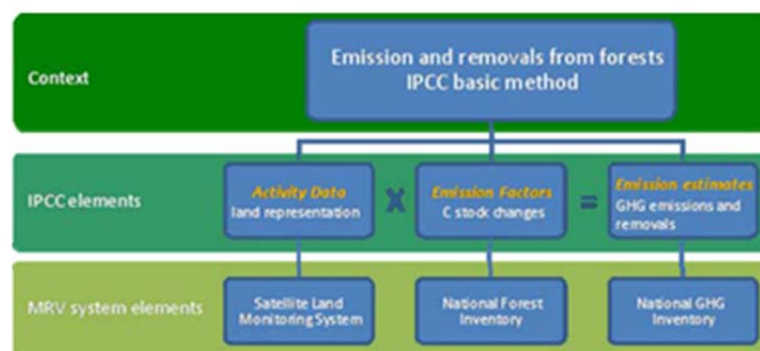 Emission and removals from forests
IPCC basic method
Context
IPCC elements
Activity Data
land representation
X
Emission Factors
C stock changes
=
Emission estimates
GHG emissions and
removals
MRV system elements
Satellite Land
Monitoring System
National Forest
Inventory
National GHG
Inventory